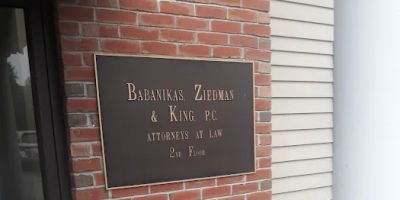 BABANIKAS, ZIEDMAN
& KING, P.C.
ATTORNEYS AT LAW
2ND FLOOR